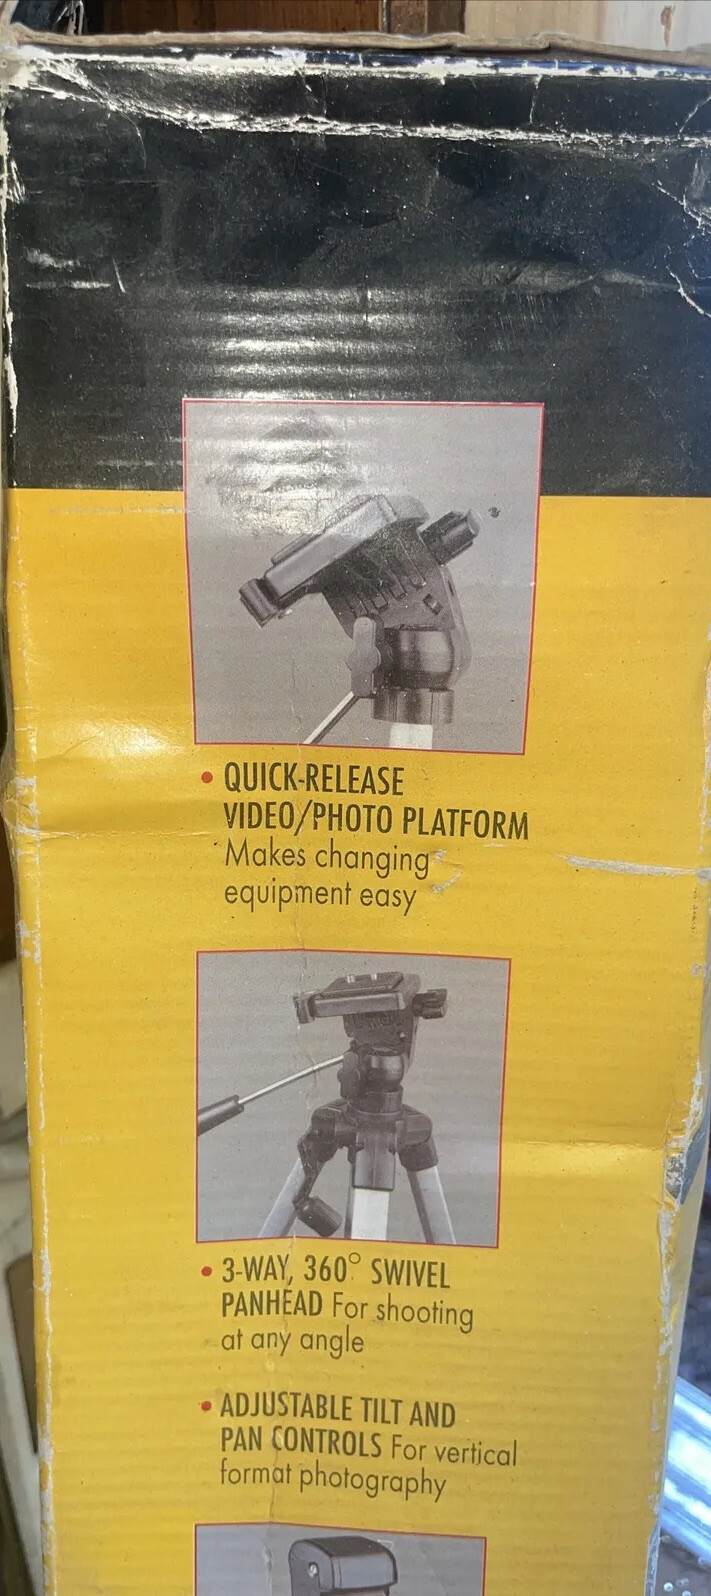 • QUICK-RELEASE
VIDEO/PHOTO PLATFORM
Makes changing
equipment easy
• 3-WAY, 360° SWIVEL
PANHEAD For shooting
at any angle
• ADJUSTABLE TILT AND
PAN CONTROLS For vertical
format photography